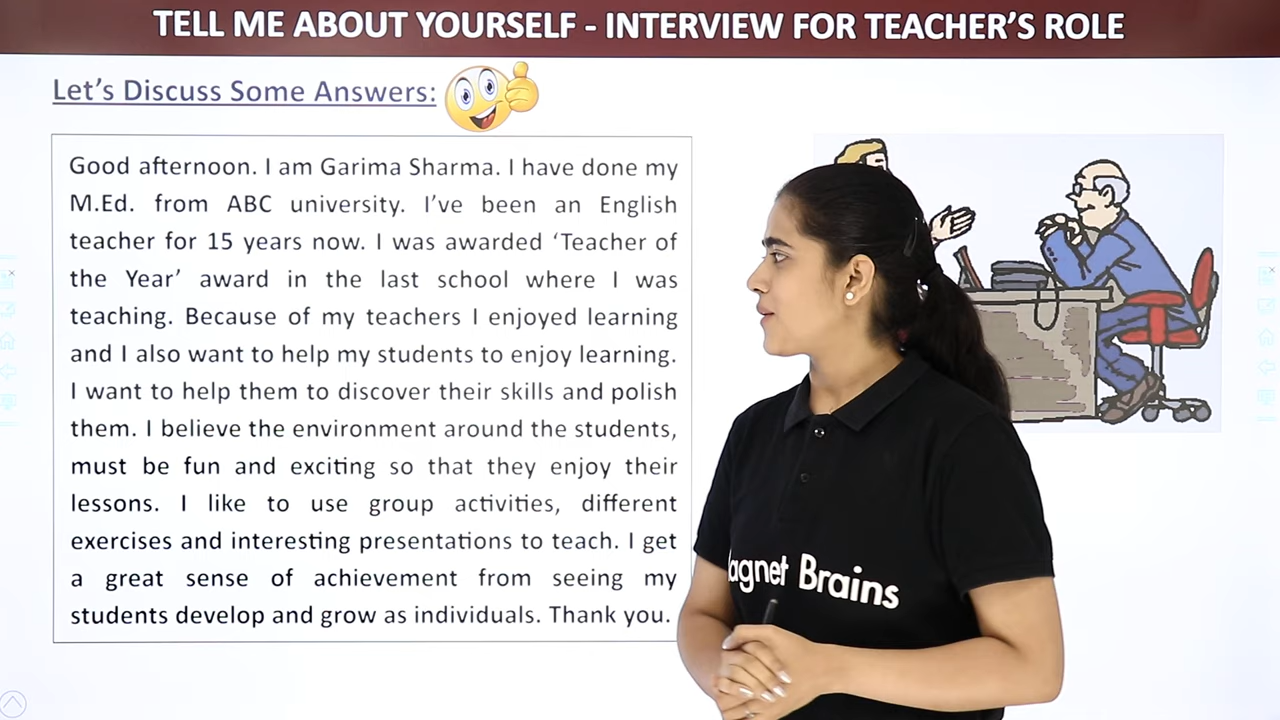 TELL ME ABOUT YOURSELF - INTERVIEW FOR TEACHER'S ROLE
Let's Discuss Some Answers:
Good afternoon. I am Garima Sharma. I have done my
M.Ed. from ABC university. I've been an English
teacher for 15 years now. I was awarded ‘Teacher of
the Year’ award in the last school where I was
teaching. Because of my teachers I enjoyed learning
and I also want to help my students to enjoy learning.
I want to help them to discover their skills and polish
them. I believe the environment around the students,
must be fun and exciting so that they enjoy their
lessons. I like to use group activities, different
exercises and interesting presentations to teach. I get
a great sense of achievement from seeing my
students develop and grow as individuals. Thank you.
agnet Brains